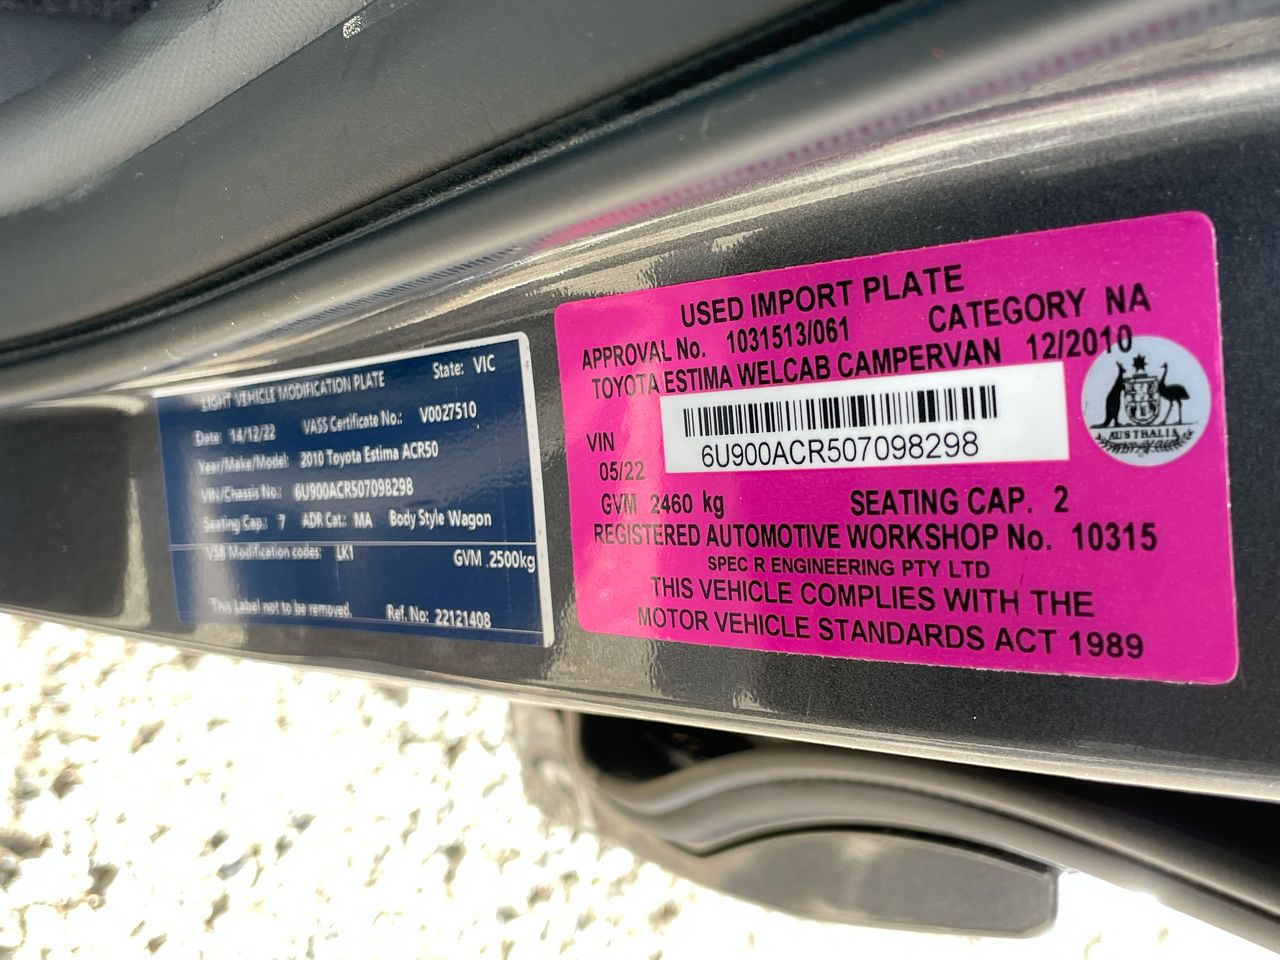 LIGHT VEHICLE MODIFICATION PLATE State: VIC
Date: 14/12/22 VASS Certificate No.: V0027510
Year/Make/Model: 2010 Toyota Estima ACR50
VIN/Chassis No.: 6U900ACR507098298
Seating Cap.: 7 ADR Cat.: MA Body Style Wagon
VSB Modification codes: LK1 GVM .2500kg
This Label not to be removed. Ref. No: 22121408
USED IMPORT PLATE
APPROVAL No. 1031513/061 CATEGORY NA
TOYOTA ESTIMA WELCAB CAMPERVAN 12/2010
VIN 6U900ACR507098298
05/22
AUSTRALIA
GVM 2460 kg SEATING CAP. 2
REGISTERED AUTOMOTIVE WORKSHOP No. 10315
SPEC R ENGINEERING PTY LTD
THIS VEHICLE COMPLIES WITH THE
MOTOR VEHICLE STANDARDS ACT 1989